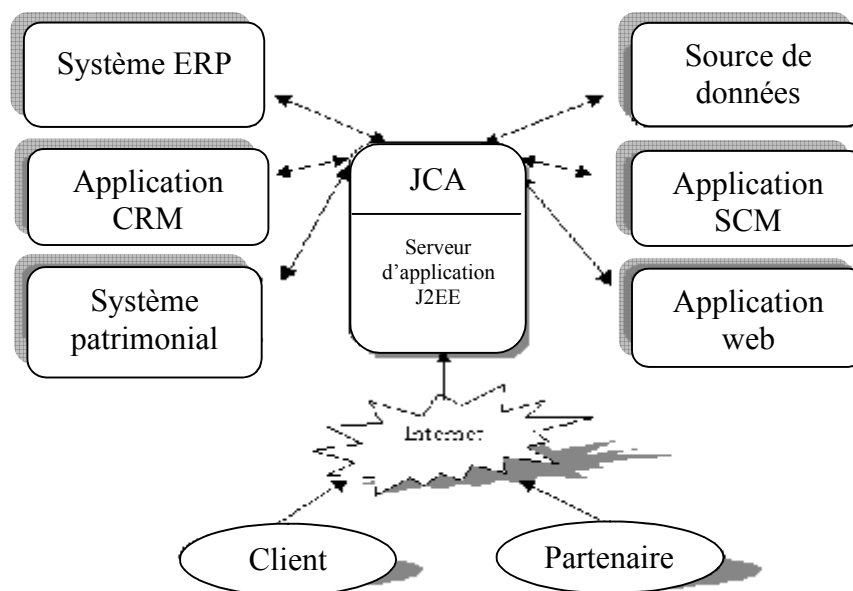 Système ERP
Source de
données
JCA
Application
CRM
Application
SCM
Serveur
d'application
J2EE
Système
patrimonial
Application
web
Internet
Client
Partenaire